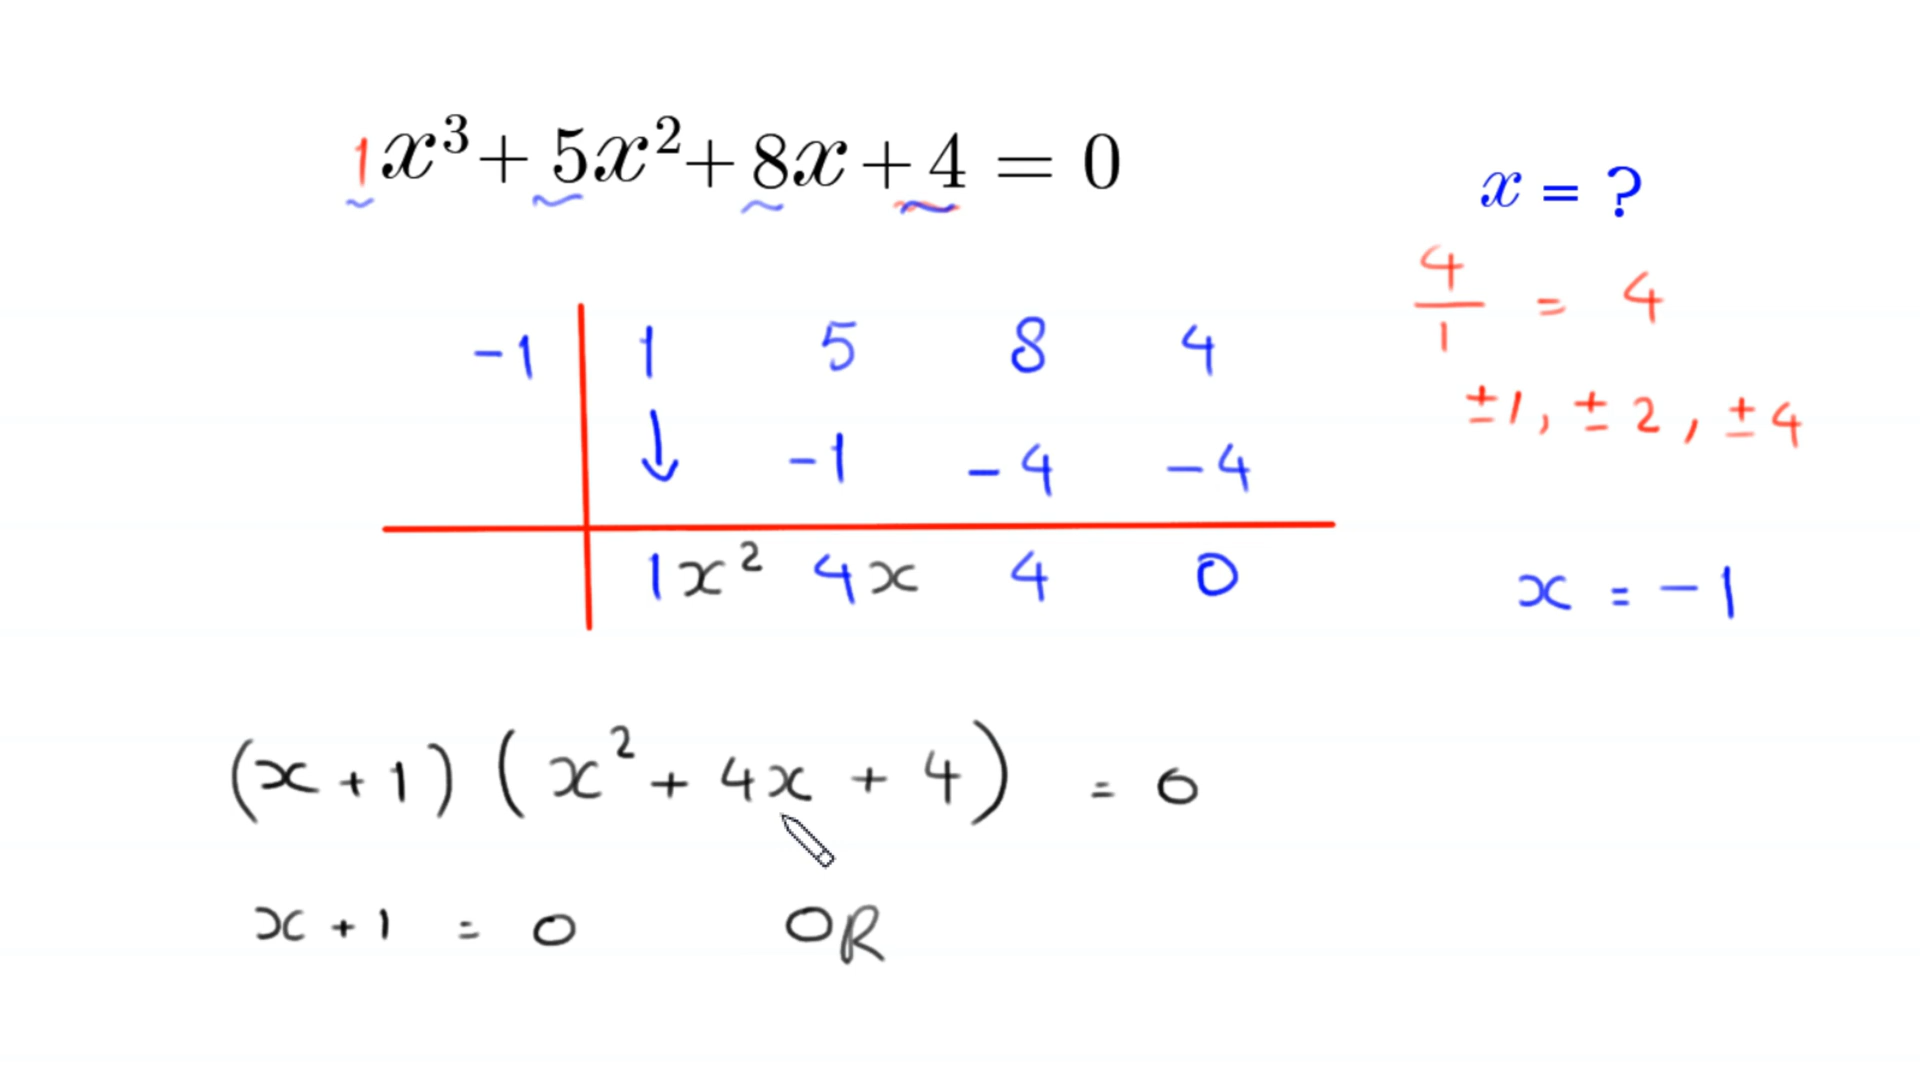 1x³ + 5x² + 8x + 4 = 0
x = ?
4/1 = 4
-1 1 5 8 4
±1, ±2, ±4
↓ -1 -4 -4
1x² 4x 4 0
x = -1
(x + 1) (x² + 4x + 4) = 0
x + 1 = 0 OR